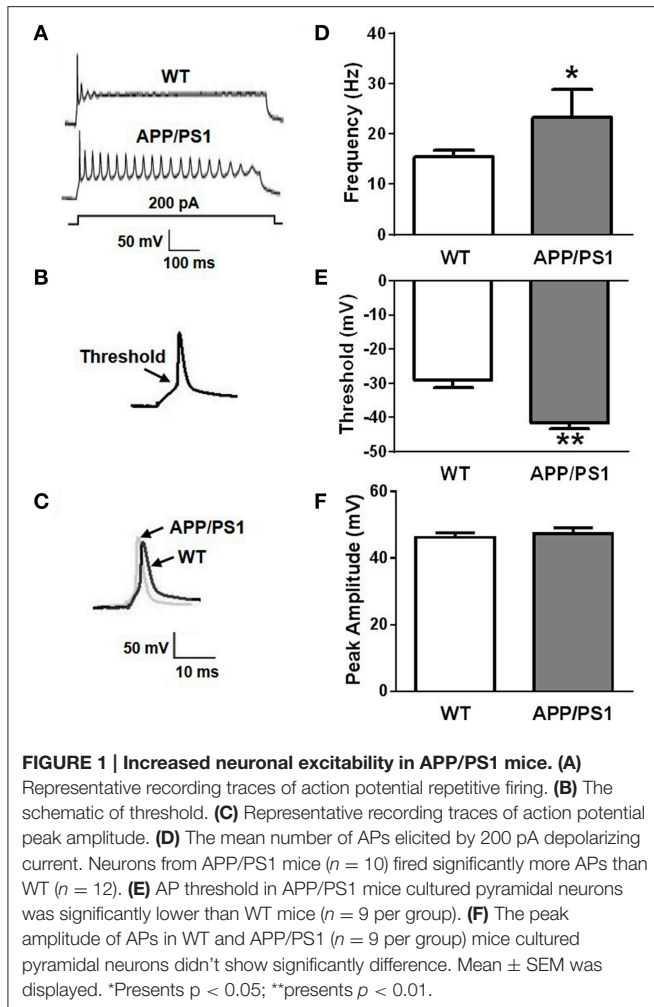 A
WT
APP/PS1
200 pA
50 mV
100 ms
B
Threshold
C
APP/PS1
WT
50 mV
10 ms
D
Frequency (Hz)
40
30
20
10
0
*
WT
APP/PS1
E
Threshold (mV)
0
-10
-20
-30
-40
-50
**
WT
APP/PS1
F
Peak Amplitude (mV)
60
40
20
0
WT
APP/PS1
FIGURE 1 | Increased neuronal excitability in APP/PS1 mice. (A)
Representative recording traces of action potential repetitive firing. (B) The
schematic of threshold. (C) Representative recording traces of action potential
peak amplitude. (D) The mean number of APs elicited by 200 pA depolarizing
current. Neurons from APP/PS1 mice (n = 10) fired significantly more APs than
WT (n = 12). (E) AP threshold in APP/PS1 mice cultured pyramidal neurons
was significantly lower than WT mice (n = 9 per group). (F) The peak
amplitude of APs in WT and APP/PS1 (n = 9 per group) mice cultured
pyramidal neurons didn't show significantly difference. Mean ± SEM was
displayed. *Presents p < 0.05; **presents p < 0.01.